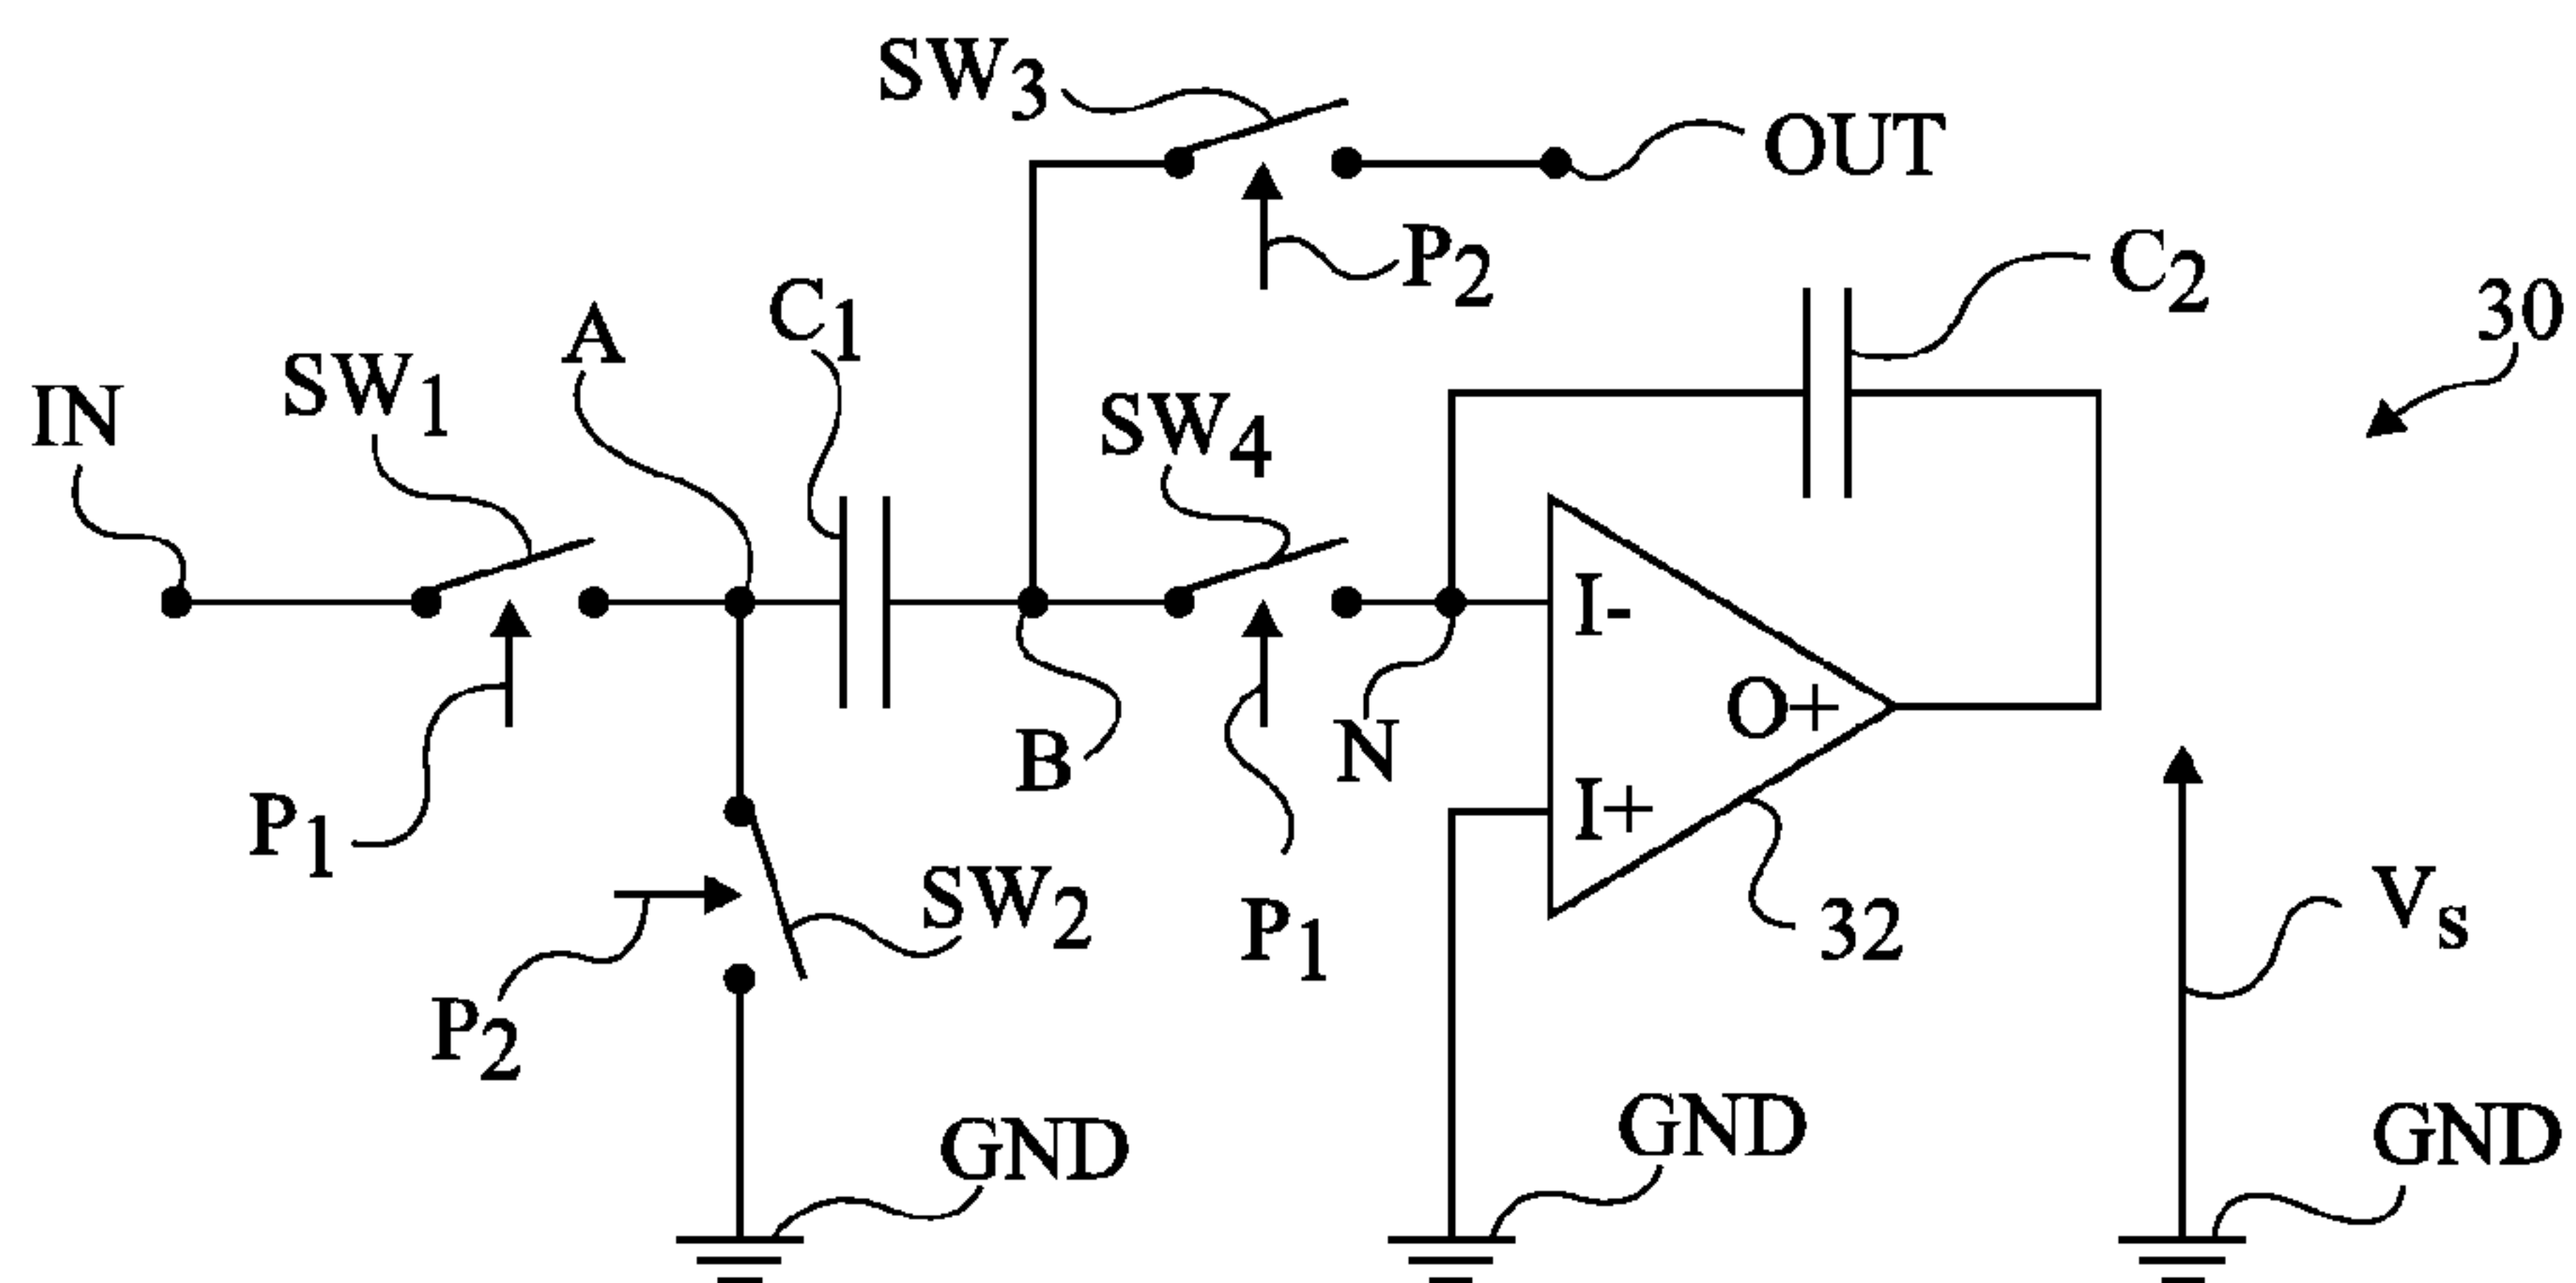 SW3
OUT
P2
C2
30
A
C1
SW1
IN
SW4
I-
O+
I+
N
B
P1
SW2
P1
32
Vs
P2
GND
GND
GND